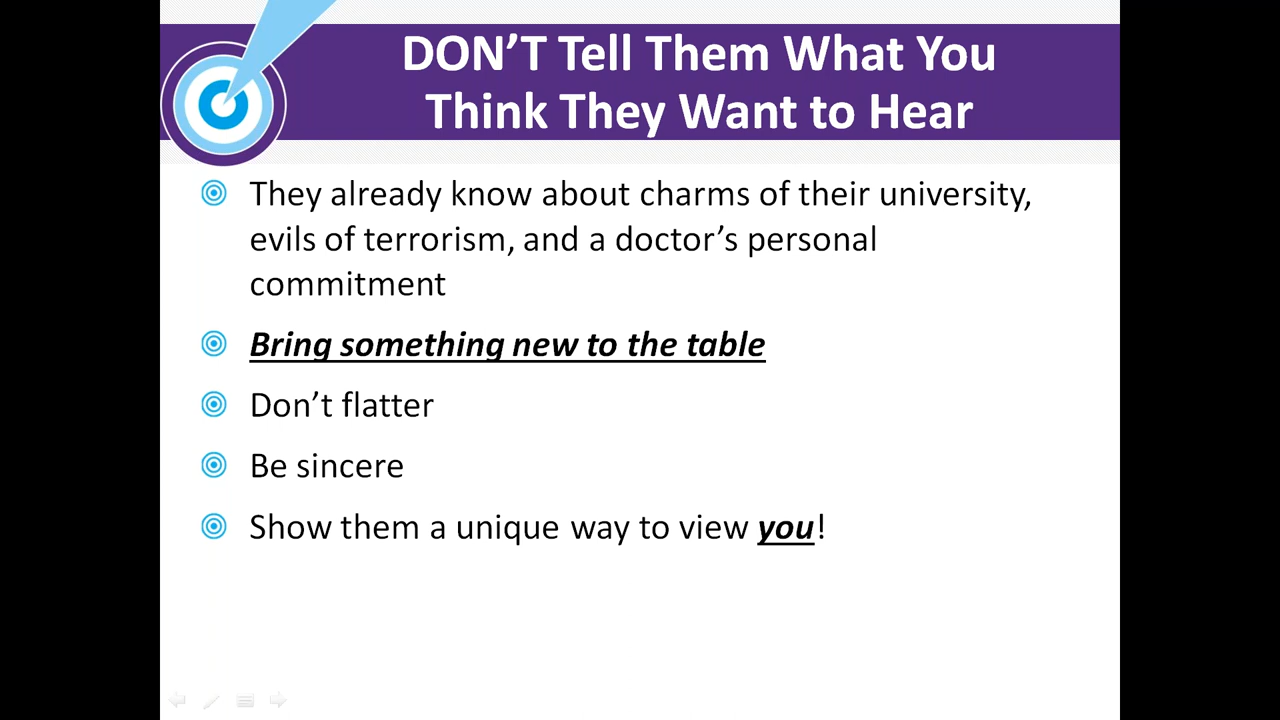 DON’T Tell Them What You
Think They Want to Hear
They already know about charms of their university,
evils of terrorism, and a doctor’s personal
commitment
Bring something new to the table
Don’t flatter
Be sincere
Show them a unique way to view you!